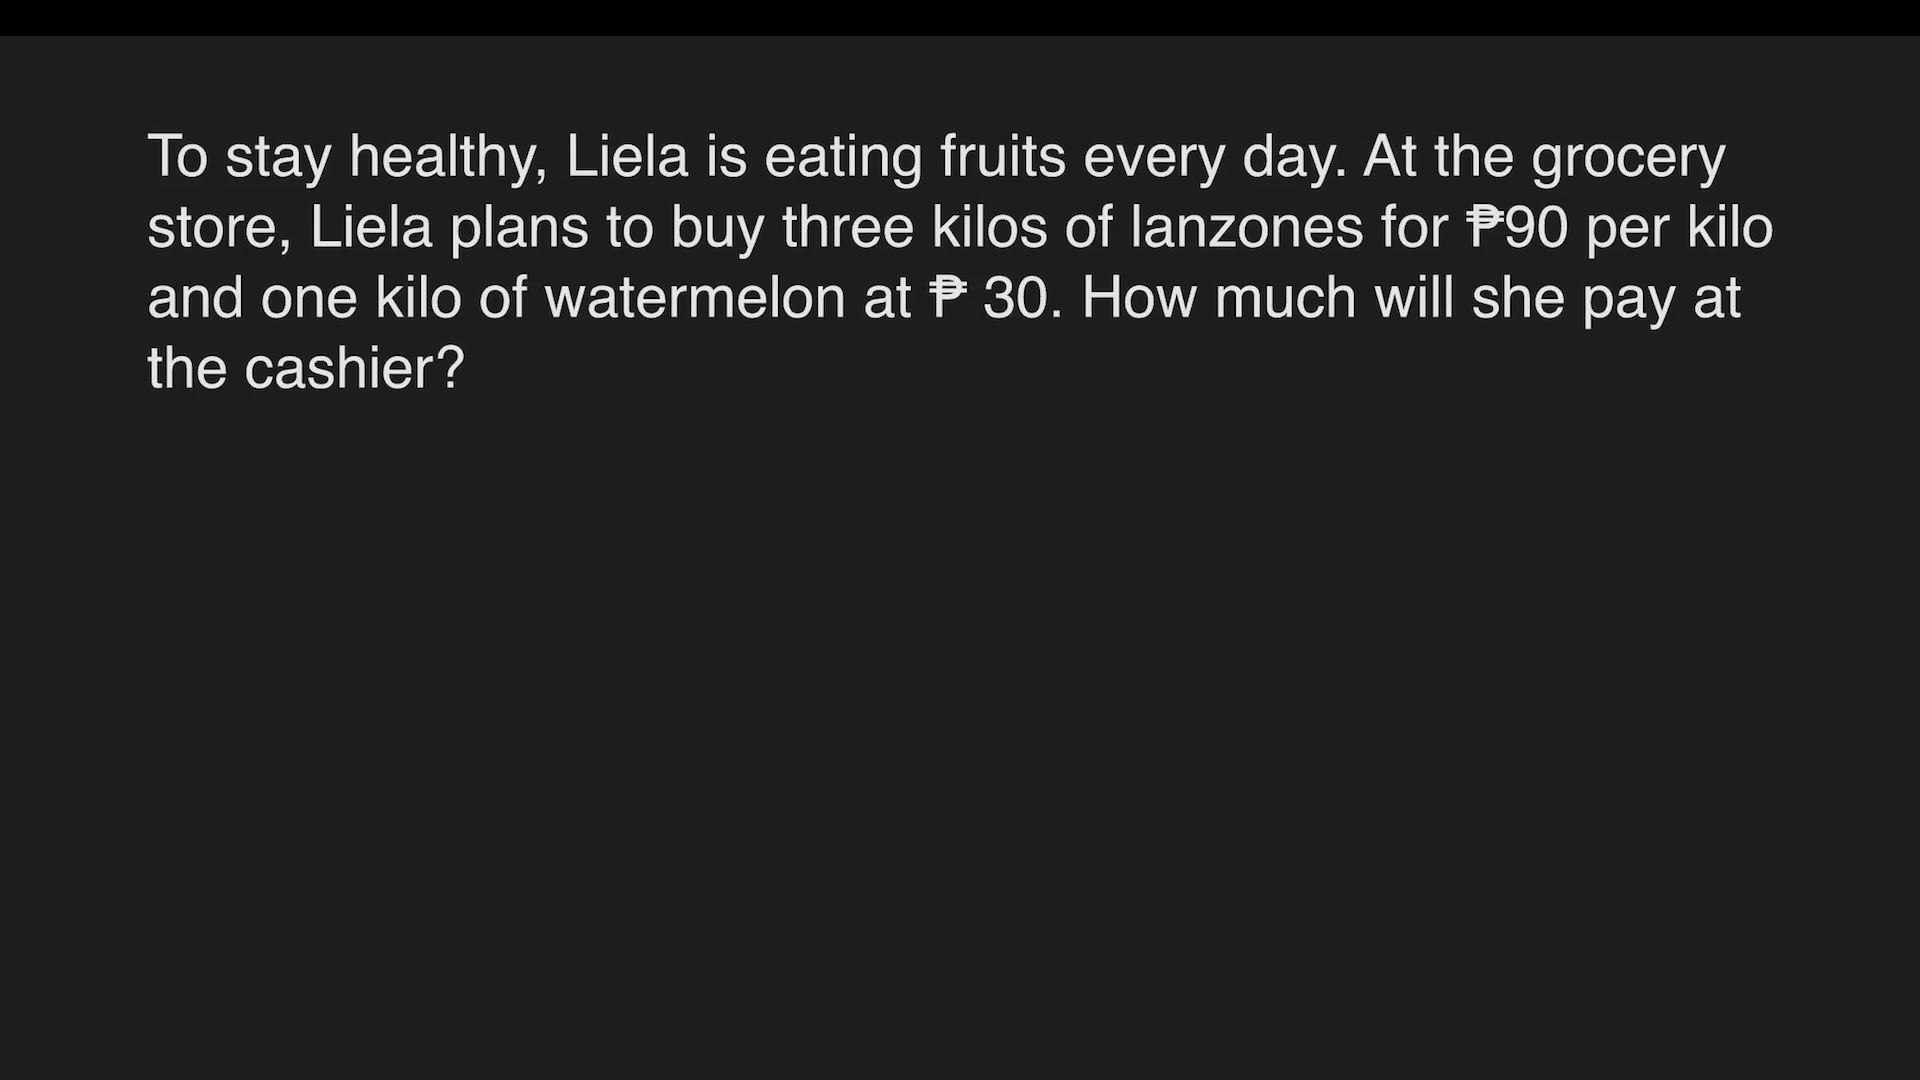 To stay healthy, Liela is eating fruits every day. At the grocery
store, Liela plans to buy three kilos of lanzones for ₱90 per kilo
and one kilo of watermelon at ₱ 30. How much will she pay at
the cashier?